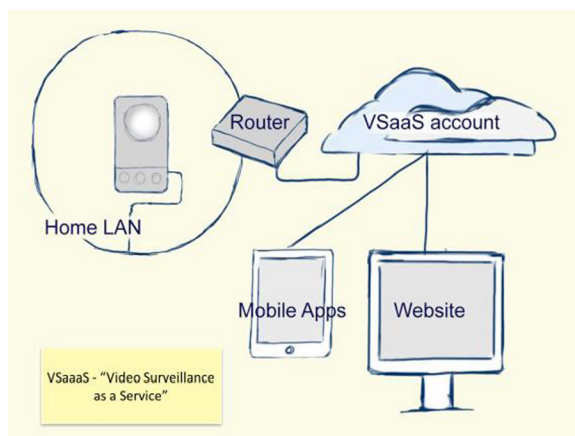 Router
VSaaS account
Home LAN
Mobile Apps
Website
VSaaaS - “Video Surveillance
as a Service”